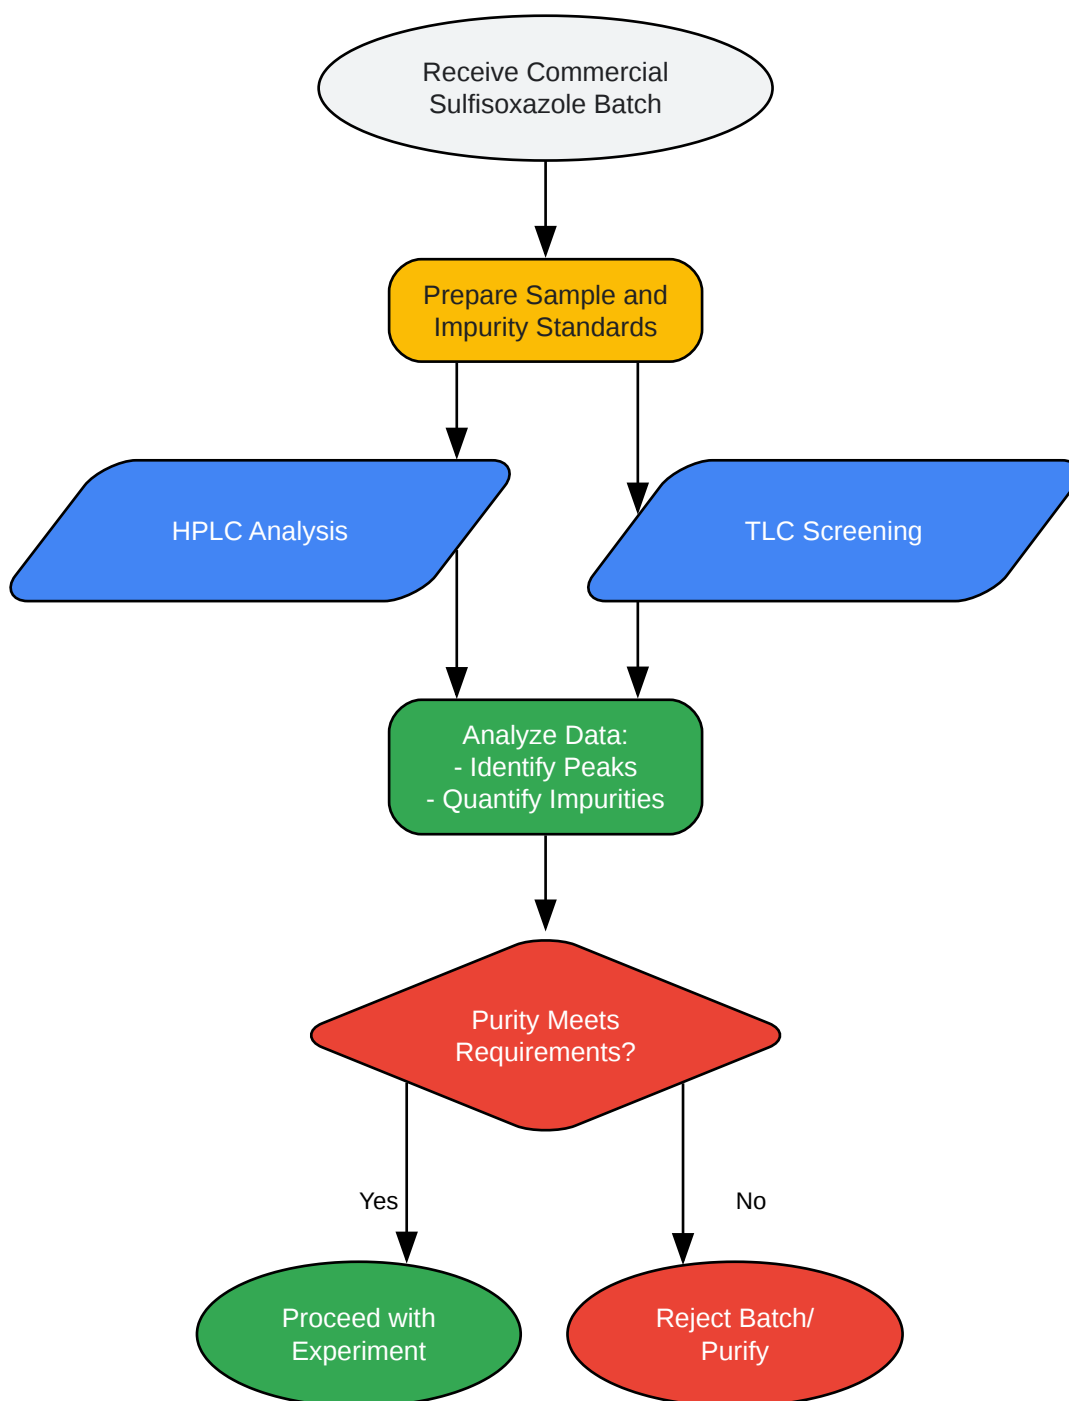 Receive Commercial
Sulfisoxazole Batch
Prepare Sample and
Impurity Standards
HPLC Analysis
TLC Screening
Analyze Data:
- Identify Peaks
- Quantify Impurities
Purity Meets
Requirements?
Yes
No
Proceed with
Experiment
Reject Batch/
Purify